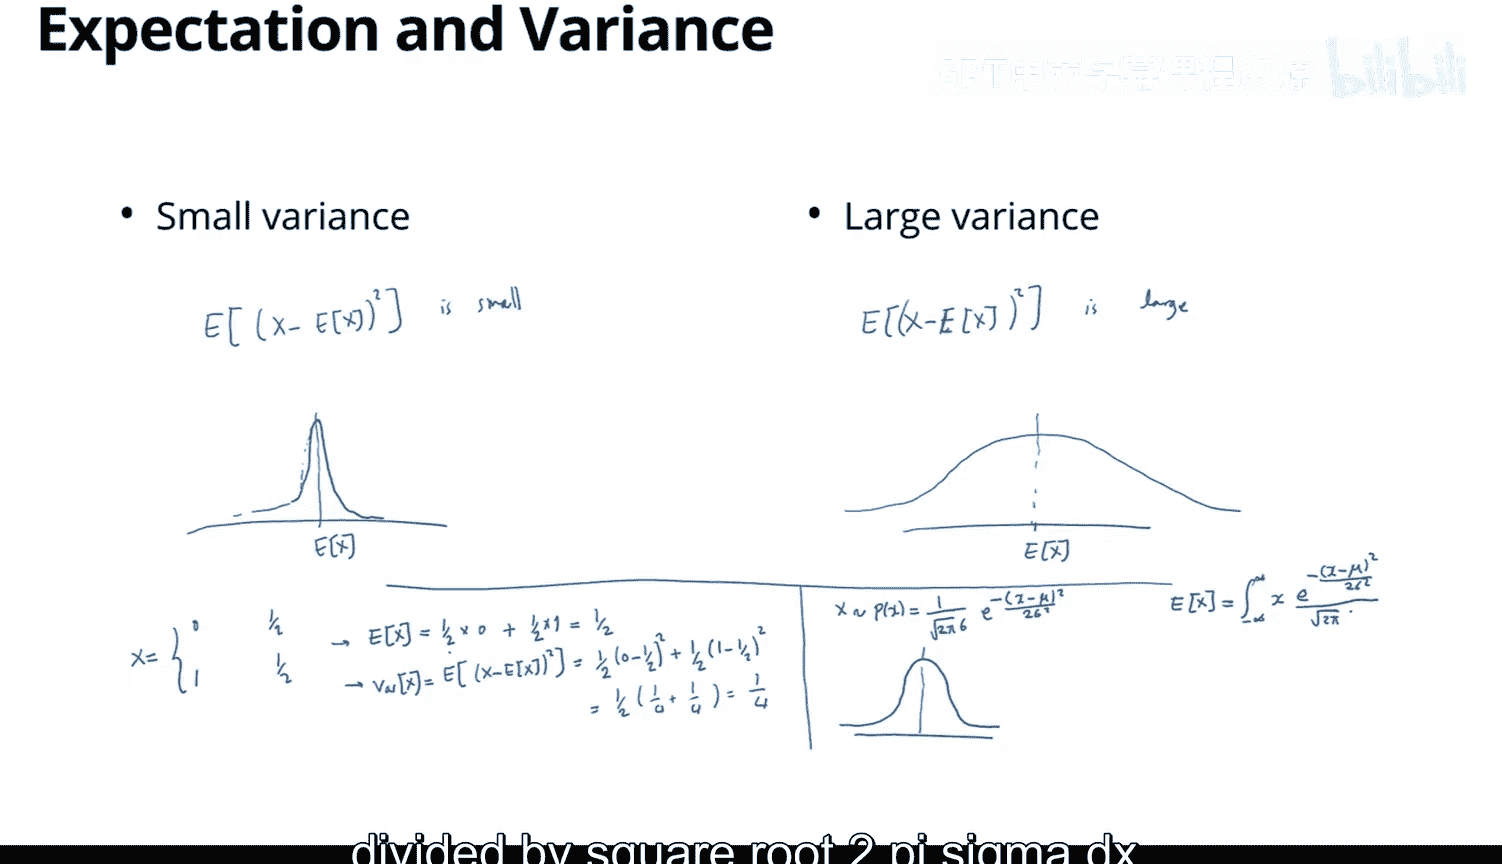 Expectation and Variance
bilibili
• Small variance
E[(X-E[X])²] is small
E[X]
• Large variance
E[(X-E[X])²] is large
E[X]
X = { 0 1/2
1 1/2
→ E[X] = 1/2 × 0 + 1/2 × 1 = 1/2
→ Var[X] = E[(X-E[X])²] = 1/2 (0-1/2)² + 1/2 (1-1/2)²
= 1/2 (1/4 + 1/4) = 1/4
X ~ P(x) = 1/√2π σ e^-(x-μ)²/2σ²
E[X] = ∫_-∞^∞ x e^-(x-μ)²/2σ² / √2π
divided by square root 2 pi sigma dx